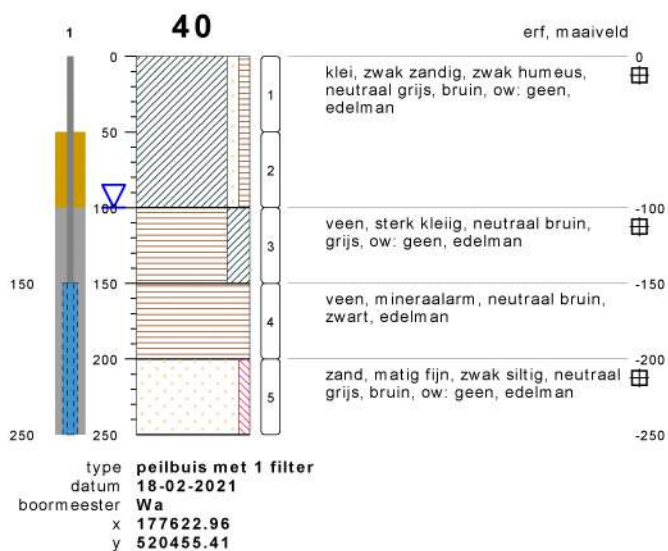 40
1
erf, maaiveld
0
0
klei, zwak zandig, zwak humeus,
neutraal grijs, bruin, ow: geen,
edelman
1
50
2
100
-100
veen, sterk kleiig, neutraal bruin,
grijs, ow: geen, edelman
3
150
150
-150
veen, mineraalarm, neutraal bruin,
zwart, edelman
4
200
-200
zand, matig fijn, zwak siltig, neutraal
grijs, bruin, ow: geen, edelman
5
250
250
-250
type peilbuis met 1 filter
datum 18-02-2021
boormeester Wa
x 177622.96
y 520455.41